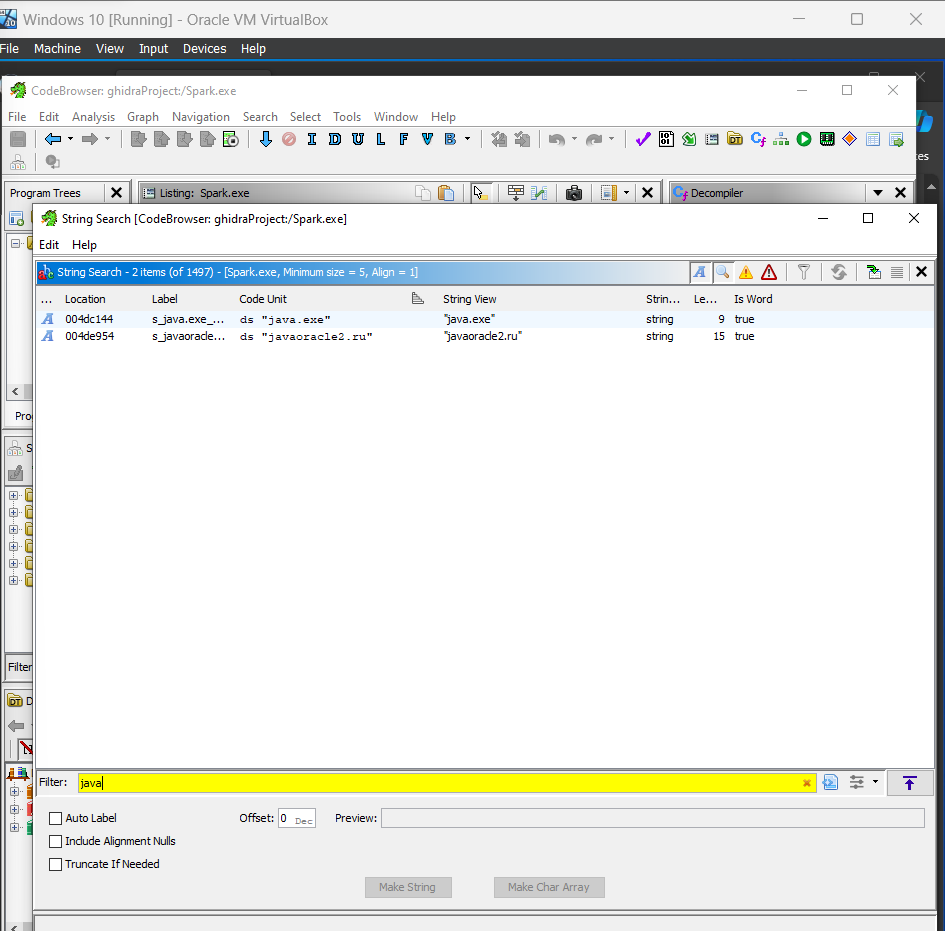 Windows 10 [Running] - Oracle VM VirtualBox
File Machine View Input Devices Help
CodeBrowser: ghidraProject:/Spark.exe
File Edit Analysis Graph Navigation Search Select Tools Window Help
I D U L F V B
Program Trees
Listing: Spark.exe
Decompiler
String Search [CodeBrowser: ghidraProject:/Spark.exe]
Edit Help
String Search - 2 items (of 1497) - [Spark.exe, Minimum size = 5, Align = 1]
... Location Label Code Unit String View Strin... Le... Is Word
A 004dc144 s_java.exe_... ds "java.exe" "java.exe" string 9 true
A 004de954 s_javaoracle... ds "javaoracle2.ru" "javaoracle2.ru" string 15 true
Pro
S
Filter
D
Filter: java
Auto Label Offset: 0 Dec Preview:
Include Alignment Nulls
Truncate If Needed
Make String Make Char Array